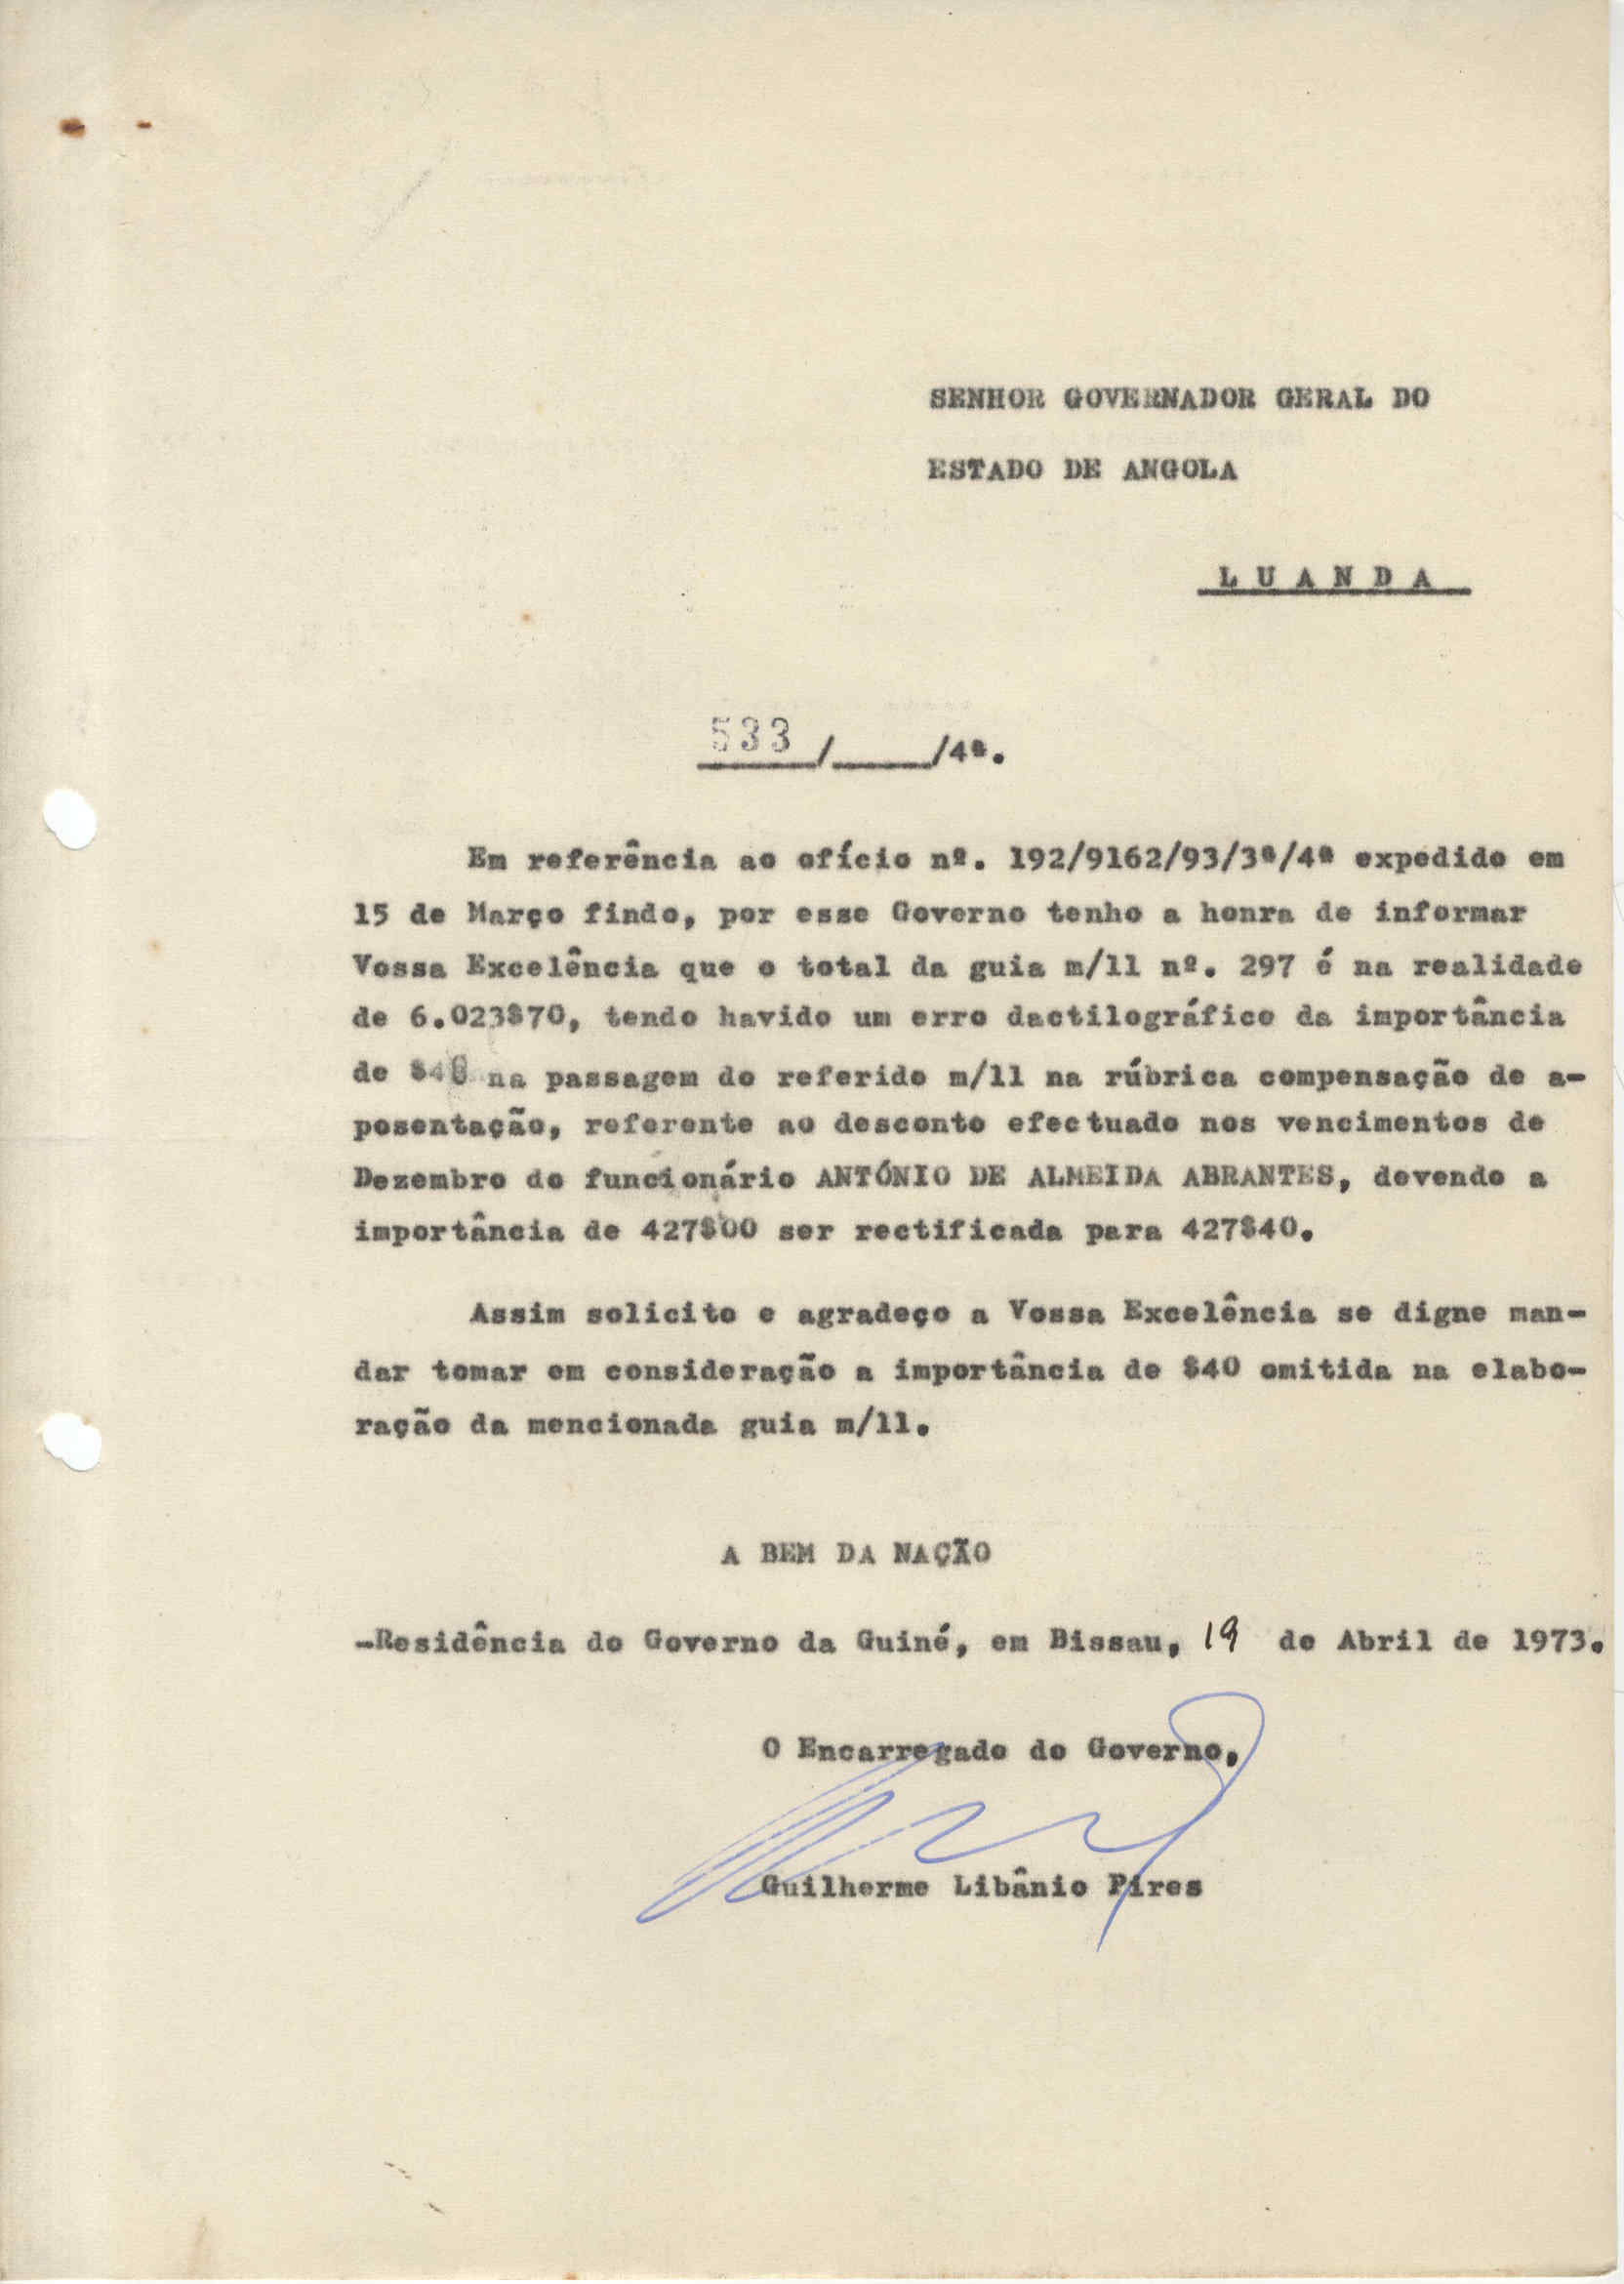 SENHOR GOVERNADOR GERAL DO
ESTADO DE ANGOLA
LUANDA
533/____/4ª.
Em referência ao ofício nº. 192/9162/93/3ª/4ª expedido em
15 de Março findo, por esse Governo tenho a honra de informar
Vossa Excelência que o total da guia m/11 nº. 297 é na realidade
de 6.023$70, tendo havido um erro dactilográfico da importância
de $40 na passagem do referido m/11 na rúbrica compensação de a-
posentação, referente ao desconto efectuado nos vencimentos de
Dezembro do funcionário ANTÓNIO DE ALMEIDA ABRANTES, devendo a
importância de 427$00 ser rectificada para 427$40.
Assim solicito e agradeço a Vossa Excelência se digne man-
dar tomar em consideração a importância de $40 omitida na elabo-
ração da mencionada guia m/11.
A BEM DA NAÇÃO
-Residência do Governo da Guiné, em Bissau, 19 de Abril de 1973.
O Encarregado do Governo,
Guilherme Libânio Pires